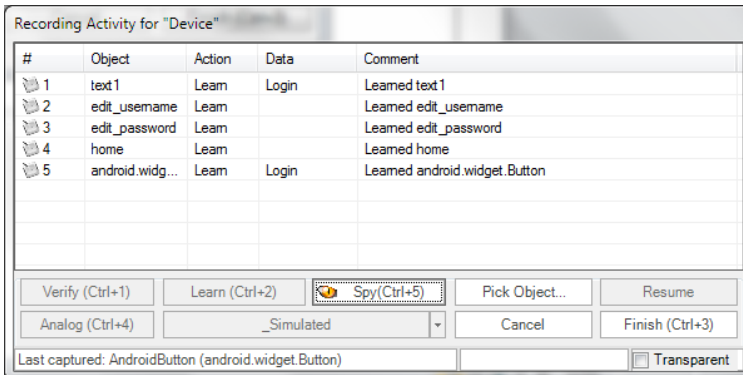 Recording Activity for "Device"
# Object Action Data Comment
1 text1 Learn Login Learned text1
2 edit_username Learn Learned edit_username
3 edit_password Learn Learned edit_password
4 home Learn Learned home
5 android.widg... Learn Login Learned android.widget.Button
Verify (Ctrl+1) Learn (Ctrl+2) Spy(Ctrl+5) Pick Object... Resume
Analog (Ctrl+4) _Simulated Cancel Finish (Ctrl+3)
Last captured: AndroidButton (android.widget.Button) Transparent